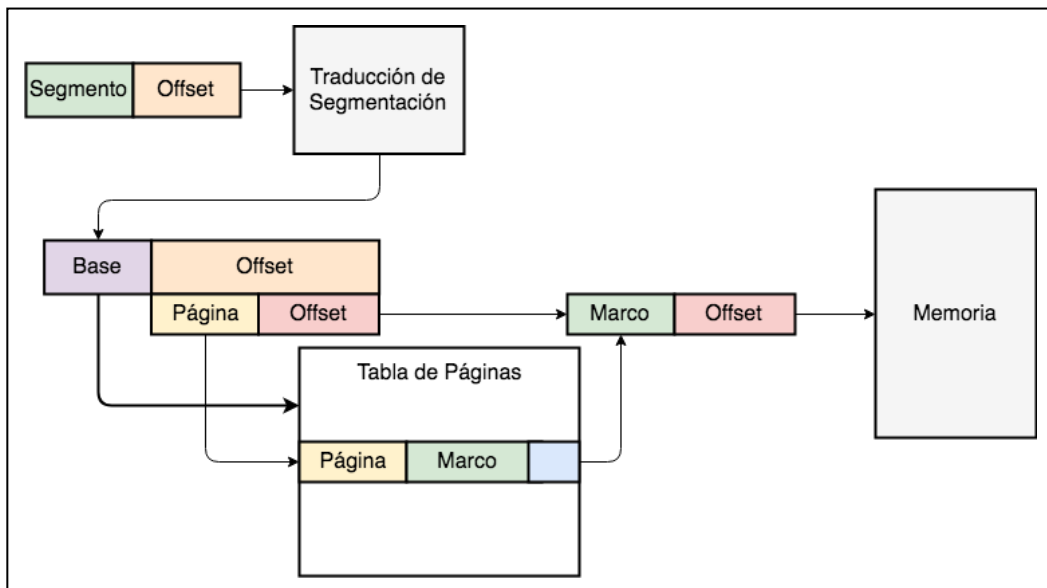 Segmento
Offset
Traducción de
Segmentación
Base
Offset
Página
Offset
Marco
Offset
Memoria
Tabla de Páginas
Página
Marco